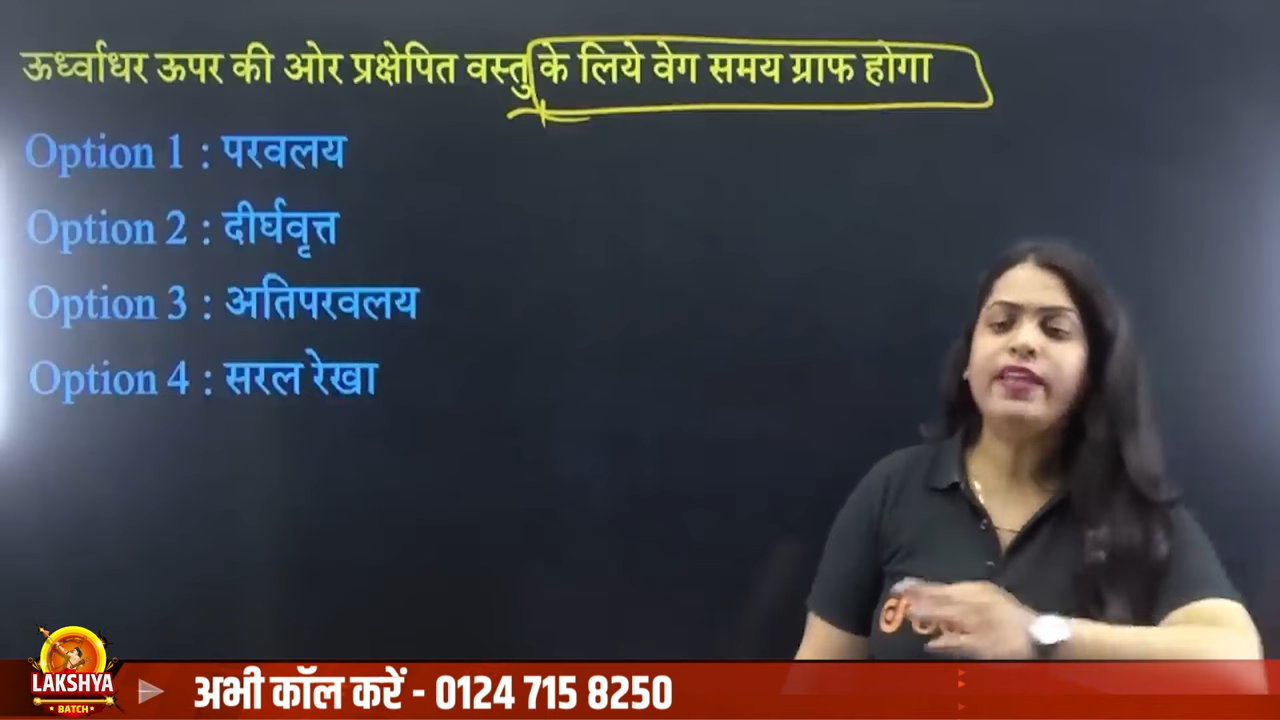 ऊर्ध्वाधर ऊपर की ओर प्रक्षेपित वस्तु के लिये वेग समय ग्राफ होगा
Option 1 : परवलय
Option 2 : दीर्घवृत्त
Option 3 : अतिपरवलय
Option 4 : सरल रेखा
LAKSHYA
BATCH
अभी कॉल करें - 0124 715 8250